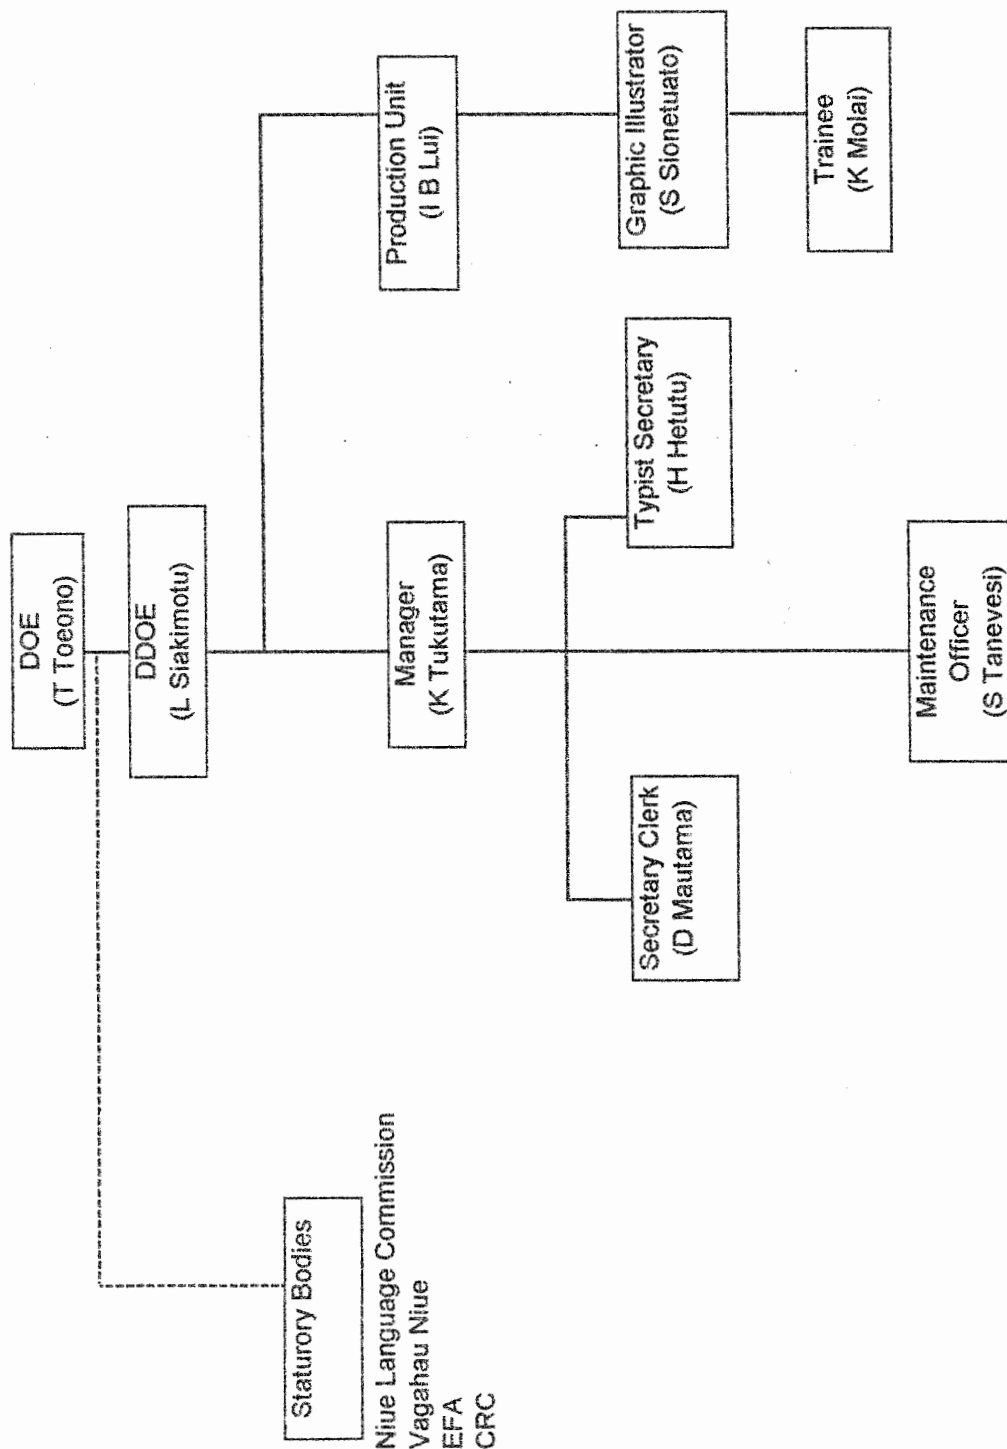 DOE
(T Toeono)
DDOE
(L Siakimotu)
Staturory Bodies
Niue Language Commission
Vagahau Niue
EFA
CRC
Manager
(K Tukutama)
Production Unit
(I B Lui)
Secretary Clerk
(D Mautama)
Typist Secretary
(H Hetutu)
Graphic Illustrator
(S Sionetuato)
Maintenance
Officer
(S Tanevesi)
Trainee
(K Molai)